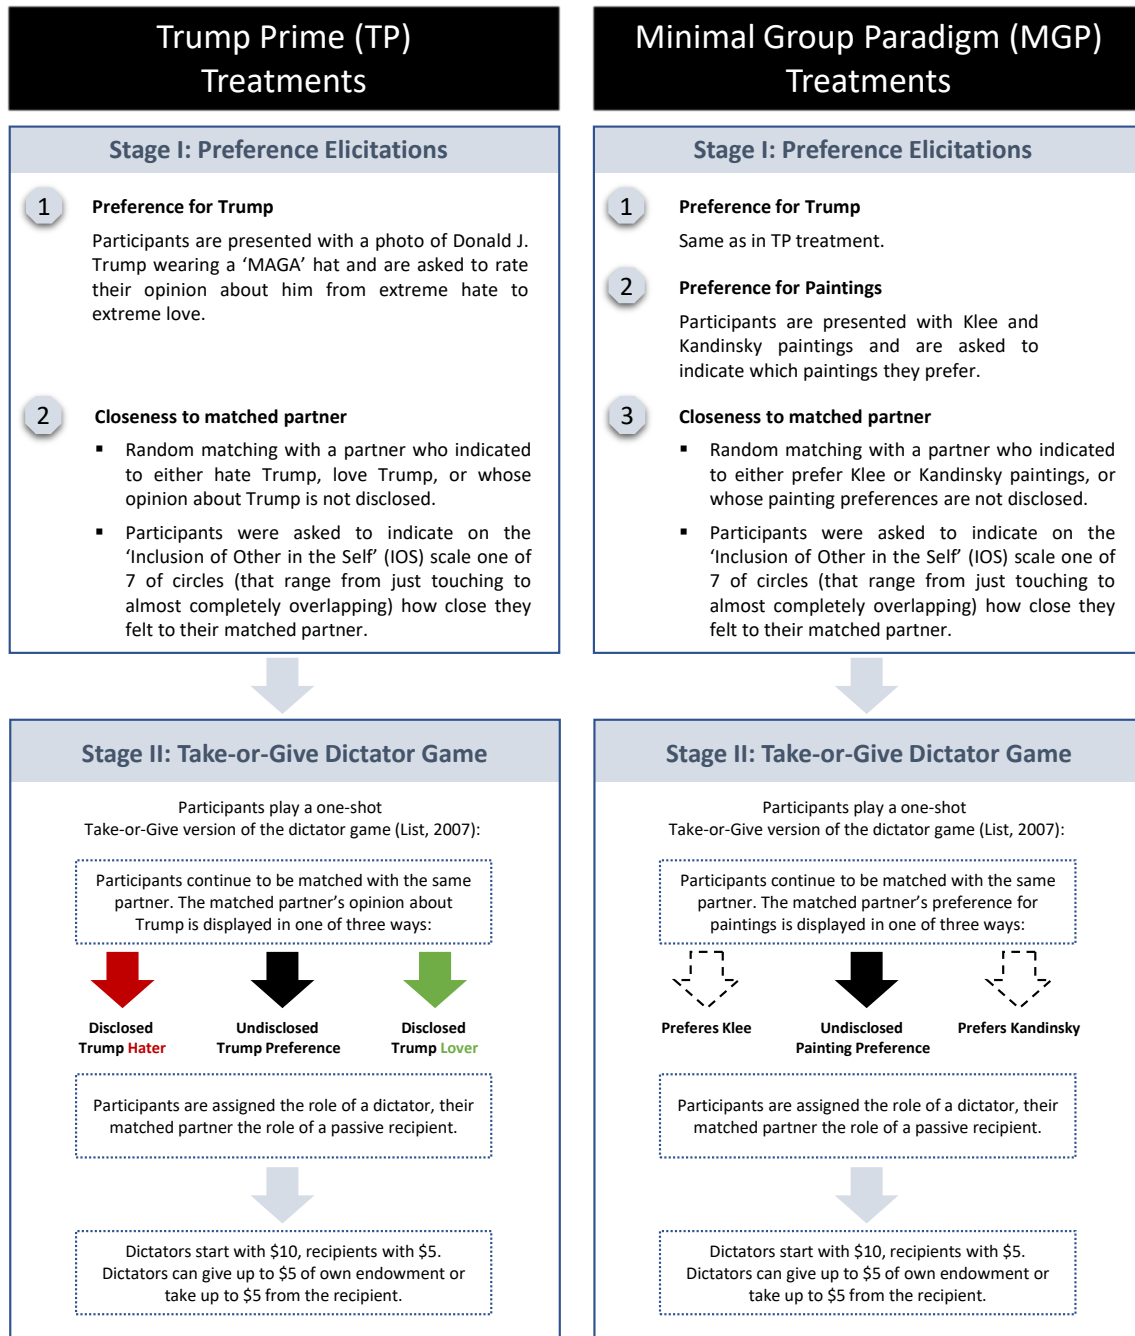 Trump Prime (TP)
Treatments
Stage I: Preference Elicitations
1
Preference for Trump
Participants are presented with a photo of Donald J.
Trump wearing a ‘MAGA’ hat and are asked to rate
their opinion about him from extreme hate to
extreme love.
2
Closeness to matched partner
▪ Random matching with a partner who indicated
to either hate Trump, love Trump, or whose
opinion about Trump is not disclosed.
▪ Participants were asked to indicate on the
‘Inclusion of Other in the Self’ (IOS) scale one of
7 of circles (that range from just touching to
almost completely overlapping) how close they
felt to their matched partner.
Stage II: Take-or-Give Dictator Game
Participants play a one-shot
Take-or-Give version of the dictator game (List, 2007):
Participants continue to be matched with the same
partner. The matched partner’s opinion about
Trump is displayed in one of three ways:
Disclosed
Trump Hater
Undisclosed
Trump Preference
Disclosed
Trump Lover
Participants are assigned the role of a dictator, their
matched partner the role of a passive recipient.
Dictators start with $10, recipients with $5.
Dictators can give up to $5 of own endowment or
take up to $5 from the recipient.
Minimal Group Paradigm (MGP)
Treatments
Stage I: Preference Elicitations
1
Preference for Trump
Same as in TP treatment.
2
Preference for Paintings
Participants are presented with Klee and
Kandinsky paintings and are asked to
indicate which paintings they prefer.
3
Closeness to matched partner
▪ Random matching with a partner who indicated
to either prefer Klee or Kandinsky paintings, or
whose painting preferences are not disclosed.
▪ Participants were asked to indicate on the
‘Inclusion of Other in the Self’ (IOS) scale one of
7 of circles (that range from just touching to
almost completely overlapping) how close they
felt to their matched partner.
Stage II: Take-or-Give Dictator Game
Participants play a one-shot
Take-or-Give version of the dictator game (List, 2007):
Participants continue to be matched with the same
partner. The matched partner’s preference for
paintings is displayed in one of three ways:
Preferes Klee
Undisclosed
Painting Preference
Prefers Kandinsky
Participants are assigned the role of a dictator, their
matched partner the role of a passive recipient.
Dictators start with $10, recipients with $5.
Dictators can give up to $5 of own endowment or
take up to $5 from the recipient.